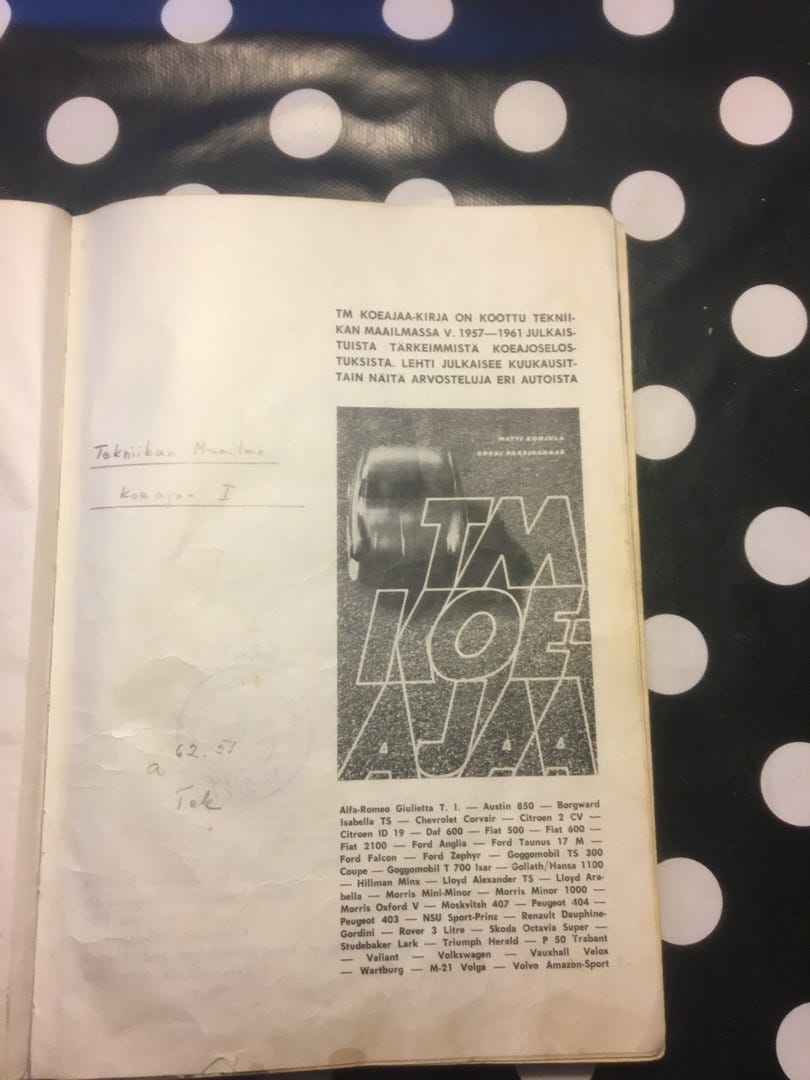 TM KOEAJAA-KIRJA ON KOOTTU TEKNII-
KAN MAAILMASSA V. 1957—1961 JULKAIS-
TUISTA TÄRKEIMMISTÄ KOEAJOSELOS-
TUKSISTA. LEHTI JULKAISEE KUUKAUSIT-
TAIN NÄITÄ ARVOSTELUJA ERI AUTOISTA
Tekniikan Maailma
Koeajaa I
MATTI KORJULA
ERKKI PAASIKANGAS
TM
KOE-
AJAA
62.01
a
Tek
Alfa-Romeo Giulietta T. I. — Austin 850 — Borgward
Isabella TS — Chevrolet Corvair — Citroen 2 CV —
Citroen ID 19 — Daf 600 — Fiat 500 — Fiat 600 —
Fiat 2100 — Ford Anglia — Ford Taunus 17 M —
Ford Falcon — Ford Zephyr — Goggomobil TS 300
Coupe — Goggomobil T 700 Isar — Goliath/Hansa 1100
— Hillman Minx — Lloyd Alexander TS — Lloyd Ara-
bella — Morris Mini-Minor — Morris Minor 1000 —
Morris Oxford V — Moskvitsh 407 — Peugeot 404 —
Peugeot 403 — NSU Sport-Prinz — Renault Dauphine-
Gordini — Rover 3 Litre — Skoda Octavia Super —
Studebaker Lark — Triumph Herald — P 50 Trabant
— Valiant — Volkswagen — Vauxhall Velox
— Wartburg — M-21 Volga — Volvo Amazon-Sport